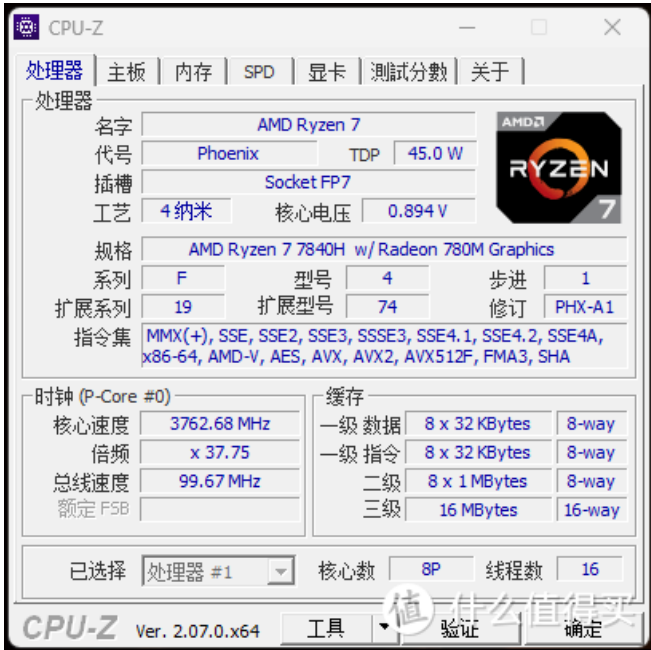 CPU-Z
处理器 主板 内存 SPD 显卡 測試分數 关于
处理器
名字 AMD Ryzen 7
代号 Phoenix TDP 45.0 W
插槽 Socket FP7
工艺 4 纳米 核心电压 0.894 V
AMD
RYZEN
7
规格 AMD Ryzen 7 7840H w/ Radeon 780M Graphics
系列 F 型号 4 步进 1
扩展系列 19 扩展型号 74 修订 PHX-A1
指令集 MMX(+), SSE, SSE2, SSE3, SSSE3, SSE4.1, SSE4.2, SSE4A,
x86-64, AMD-V, AES, AVX, AVX2, AVX512F, FMA3, SHA
时钟 (P-Core #0) 缓存
核心速度 3762.68 MHz 一级 数据 8 x 32 KBytes 8-way
倍频 x 37.75 一级 指令 8 x 32 KBytes 8-way
总线速度 99.67 MHz 二级 8 x 1 MBytes 8-way
额定 FSB 三级 16 MBytes 16-way
已选择 处理器 #1 核心数 8P 线程数 16
CPU-Z Ver. 2.07.0.x64 工具 验证 确定
值 什么值得买